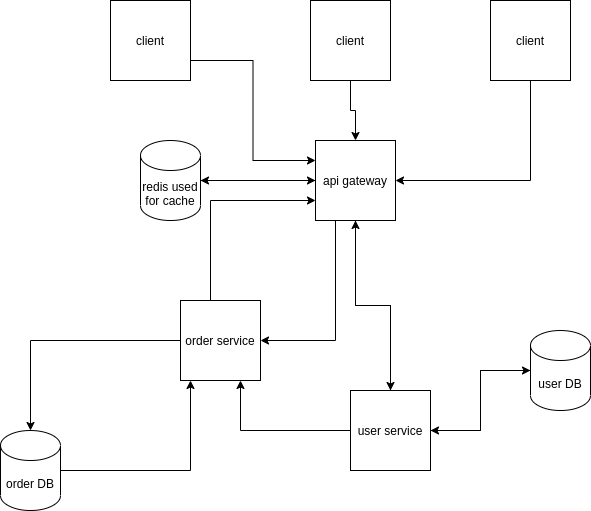 client
client
client
redis used
for cache
api gateway
order service
user DB
user service
order DB